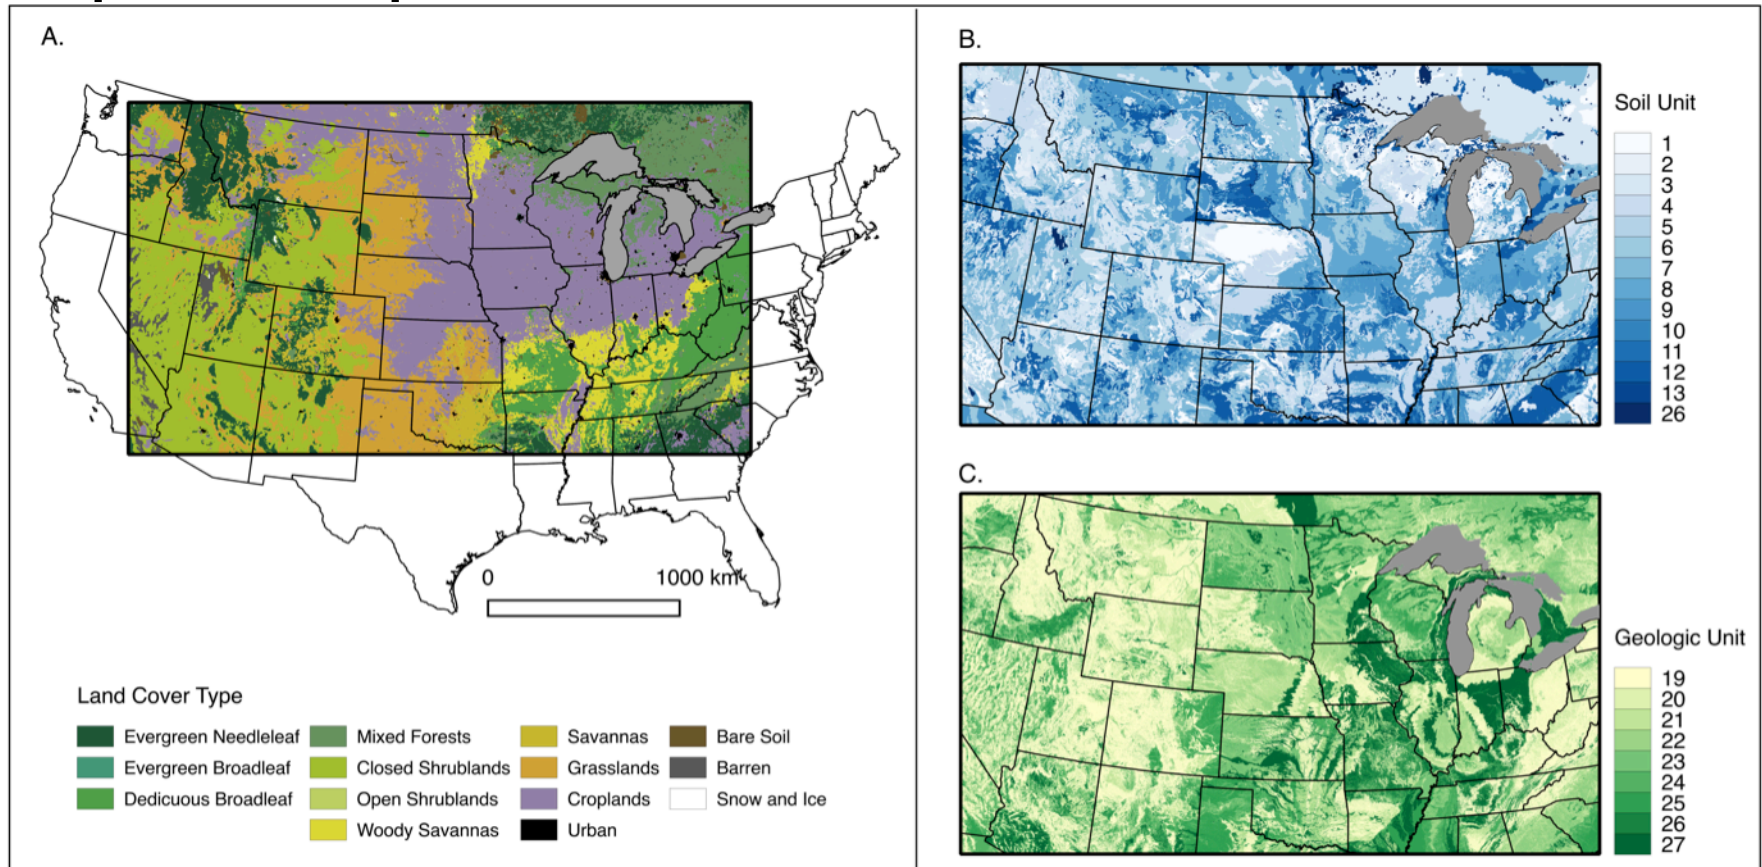 A.
0 1000 km
Land Cover Type
Evergreen Needleleaf
Evergreen Broadleaf
Dedicuous Broadleaf
Mixed Forests
Closed Shrublands
Open Shrublands
Woody Savannas
Savannas
Grasslands
Croplands
Urban
Bare Soil
Barren
Snow and Ice
B.
Soil Unit
1
2
3
4
5
6
7
8
9
10
11
12
13
26
C.
Geologic Unit
19
20
21
22
23
24
25
26
27